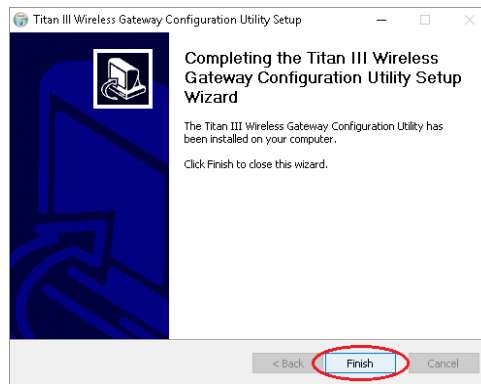 Titan III Wireless Gateway Configuration Utility Setup
Completing the Titan III Wireless
Gateway Configuration Utility Setup
Wizard
The Titan III Wireless Gateway Configuration Utility has
been installed on your computer.
Click Finish to close this wizard.
< Back
Finish
Cancel